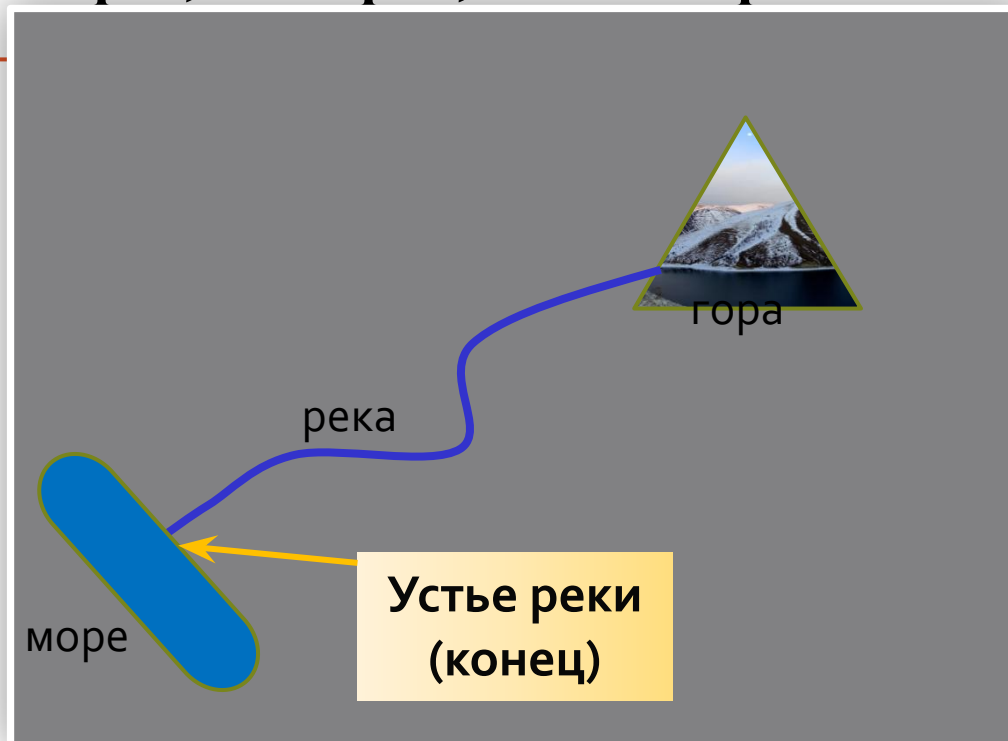 гора
река
Устье реки
(конец)
море